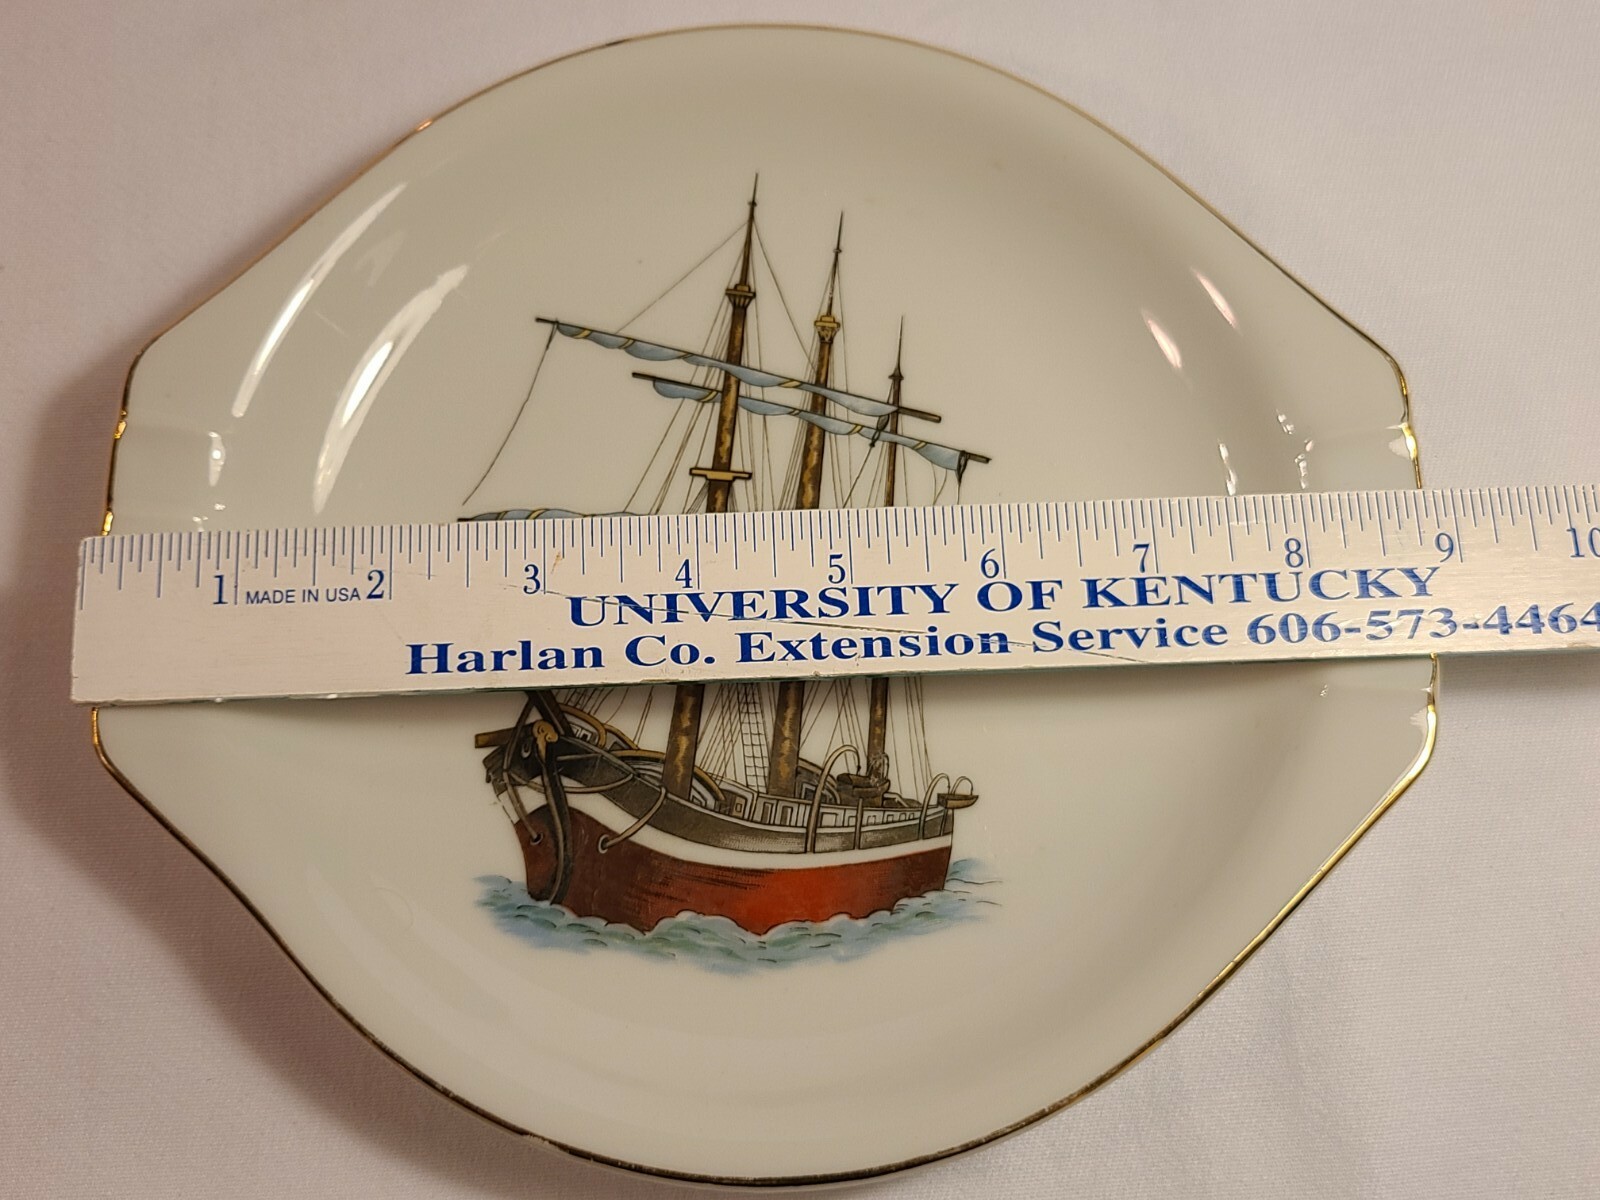 1 MADE IN USA 2 3 4 5 6 7 8 9 10
UNIVERSITY OF KENTUCKY
Harlan Co. Extension Service 606-573-4464